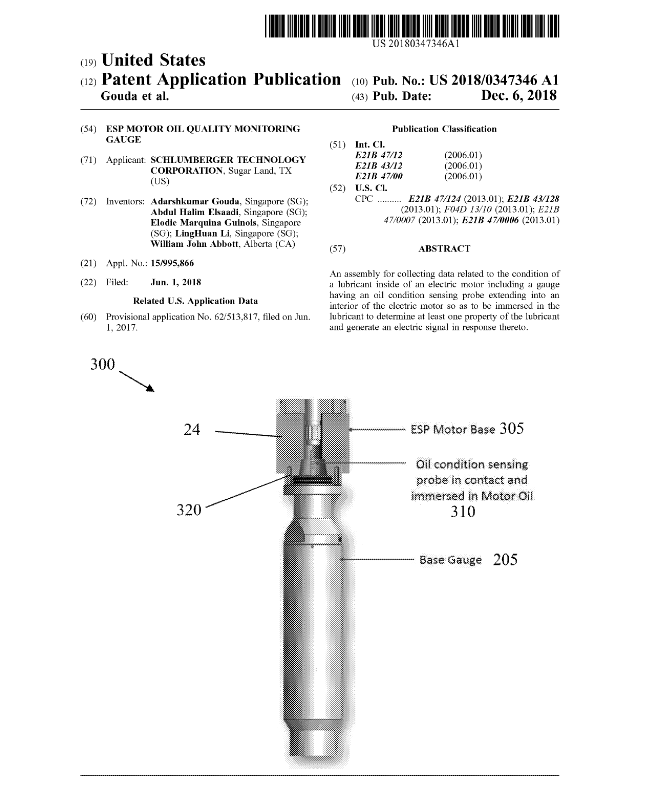 US 20180347346A1
(19) United States
(12) Patent Application Publication (10) Pub. No.: US 2018/0347346 A1
Gouda et al. (43) Pub. Date: Dec. 6, 2018
(54) ESP MOTOR OIL QUALITY MONITORING
GAUGE
(71) Applicant: SCHLUMBERGER TECHNOLOGY
CORPORATION, Sugar Land, TX
(US)
(72) Inventors: Adarshkumar Gouda, Singapore (SG);
Abdul Halim Elsaadi, Singapore (SG);
Elodie Marquina Guinois, Singapore
(SG); LingHuan Li, Singapore (SG);
William John Abbott, Alberta (CA)
(21) Appl. No.: 15/995,866
(22) Filed: Jun. 1, 2018
Related U.S. Application Data
(60) Provisional application No. 62/513,817, filed on Jun.
1, 2017.
Publication Classification
(51) Int. Cl.
E21B 47/12 (2006.01)
E21B 43/12 (2006.01)
E21B 47/00 (2006.01)
(52) U.S. Cl.
CPC .......... E21B 47/124 (2013.01); E21B 43/128
(2013.01); F04D 13/10 (2013.01); E21B
47/0007 (2013.01); E21B 47/0006 (2013.01)
(57) ABSTRACT
An assembly for collecting data related to the condition of
a lubricant inside of an electric motor including a gauge
having an oil condition sensing probe extending into an
interior of the electric motor so as to be immersed in the
lubricant to determine at least one property of the lubricant
and generate an electric signal in response thereto.
300
24
ESP Motor Base 305
Oil condition sensing
probe in contact and
immersed in Motor Oil
310
320
Base Gauge 205